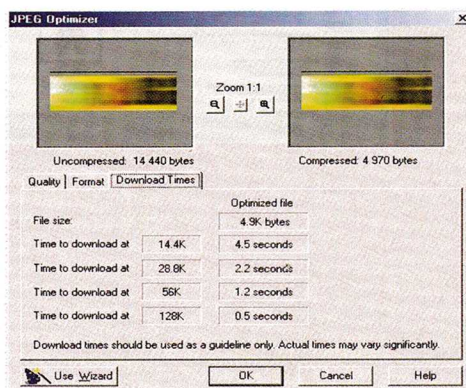 JPEG Optimizer
Zoom 1:1
Uncompressed: 14 440 bytes
Compressed: 4 970 bytes
Quality Format Download Times
Optimized file
File size: 4.9K bytes
Time to download at 14.4K 4.5 seconds
Time to download at 28.8K 2.2 seconds
Time to download at 56K 1.2 seconds
Time to download at 128K 0.5 seconds
Download times should be used as a guideline only. Actual times may vary significantly.
Use Wizard OK Cancel Help